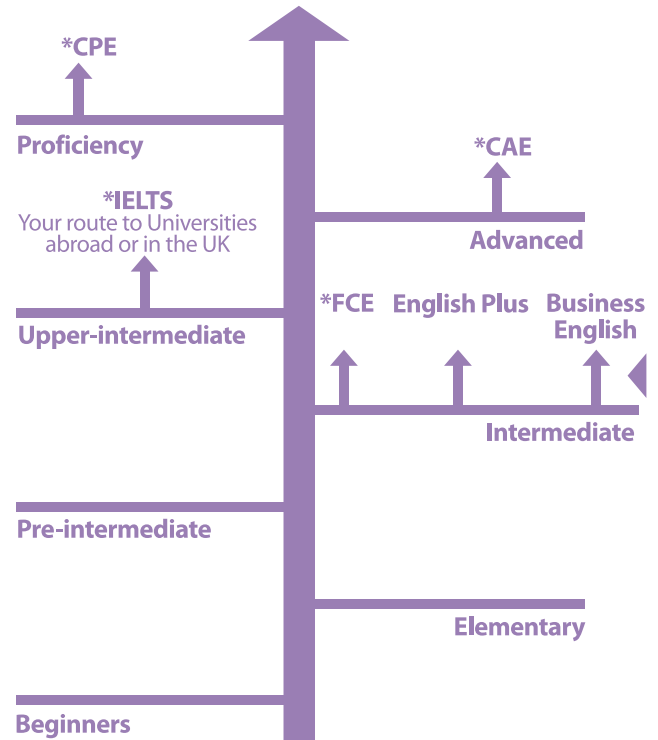 *CPE
Proficiency
*CAE
*IELTS
Your route to Universities
abroad or in the UK
Advanced
*FCE
English Plus
Business
English
Upper-intermediate
Intermediate
Pre-intermediate
Elementary
Beginners